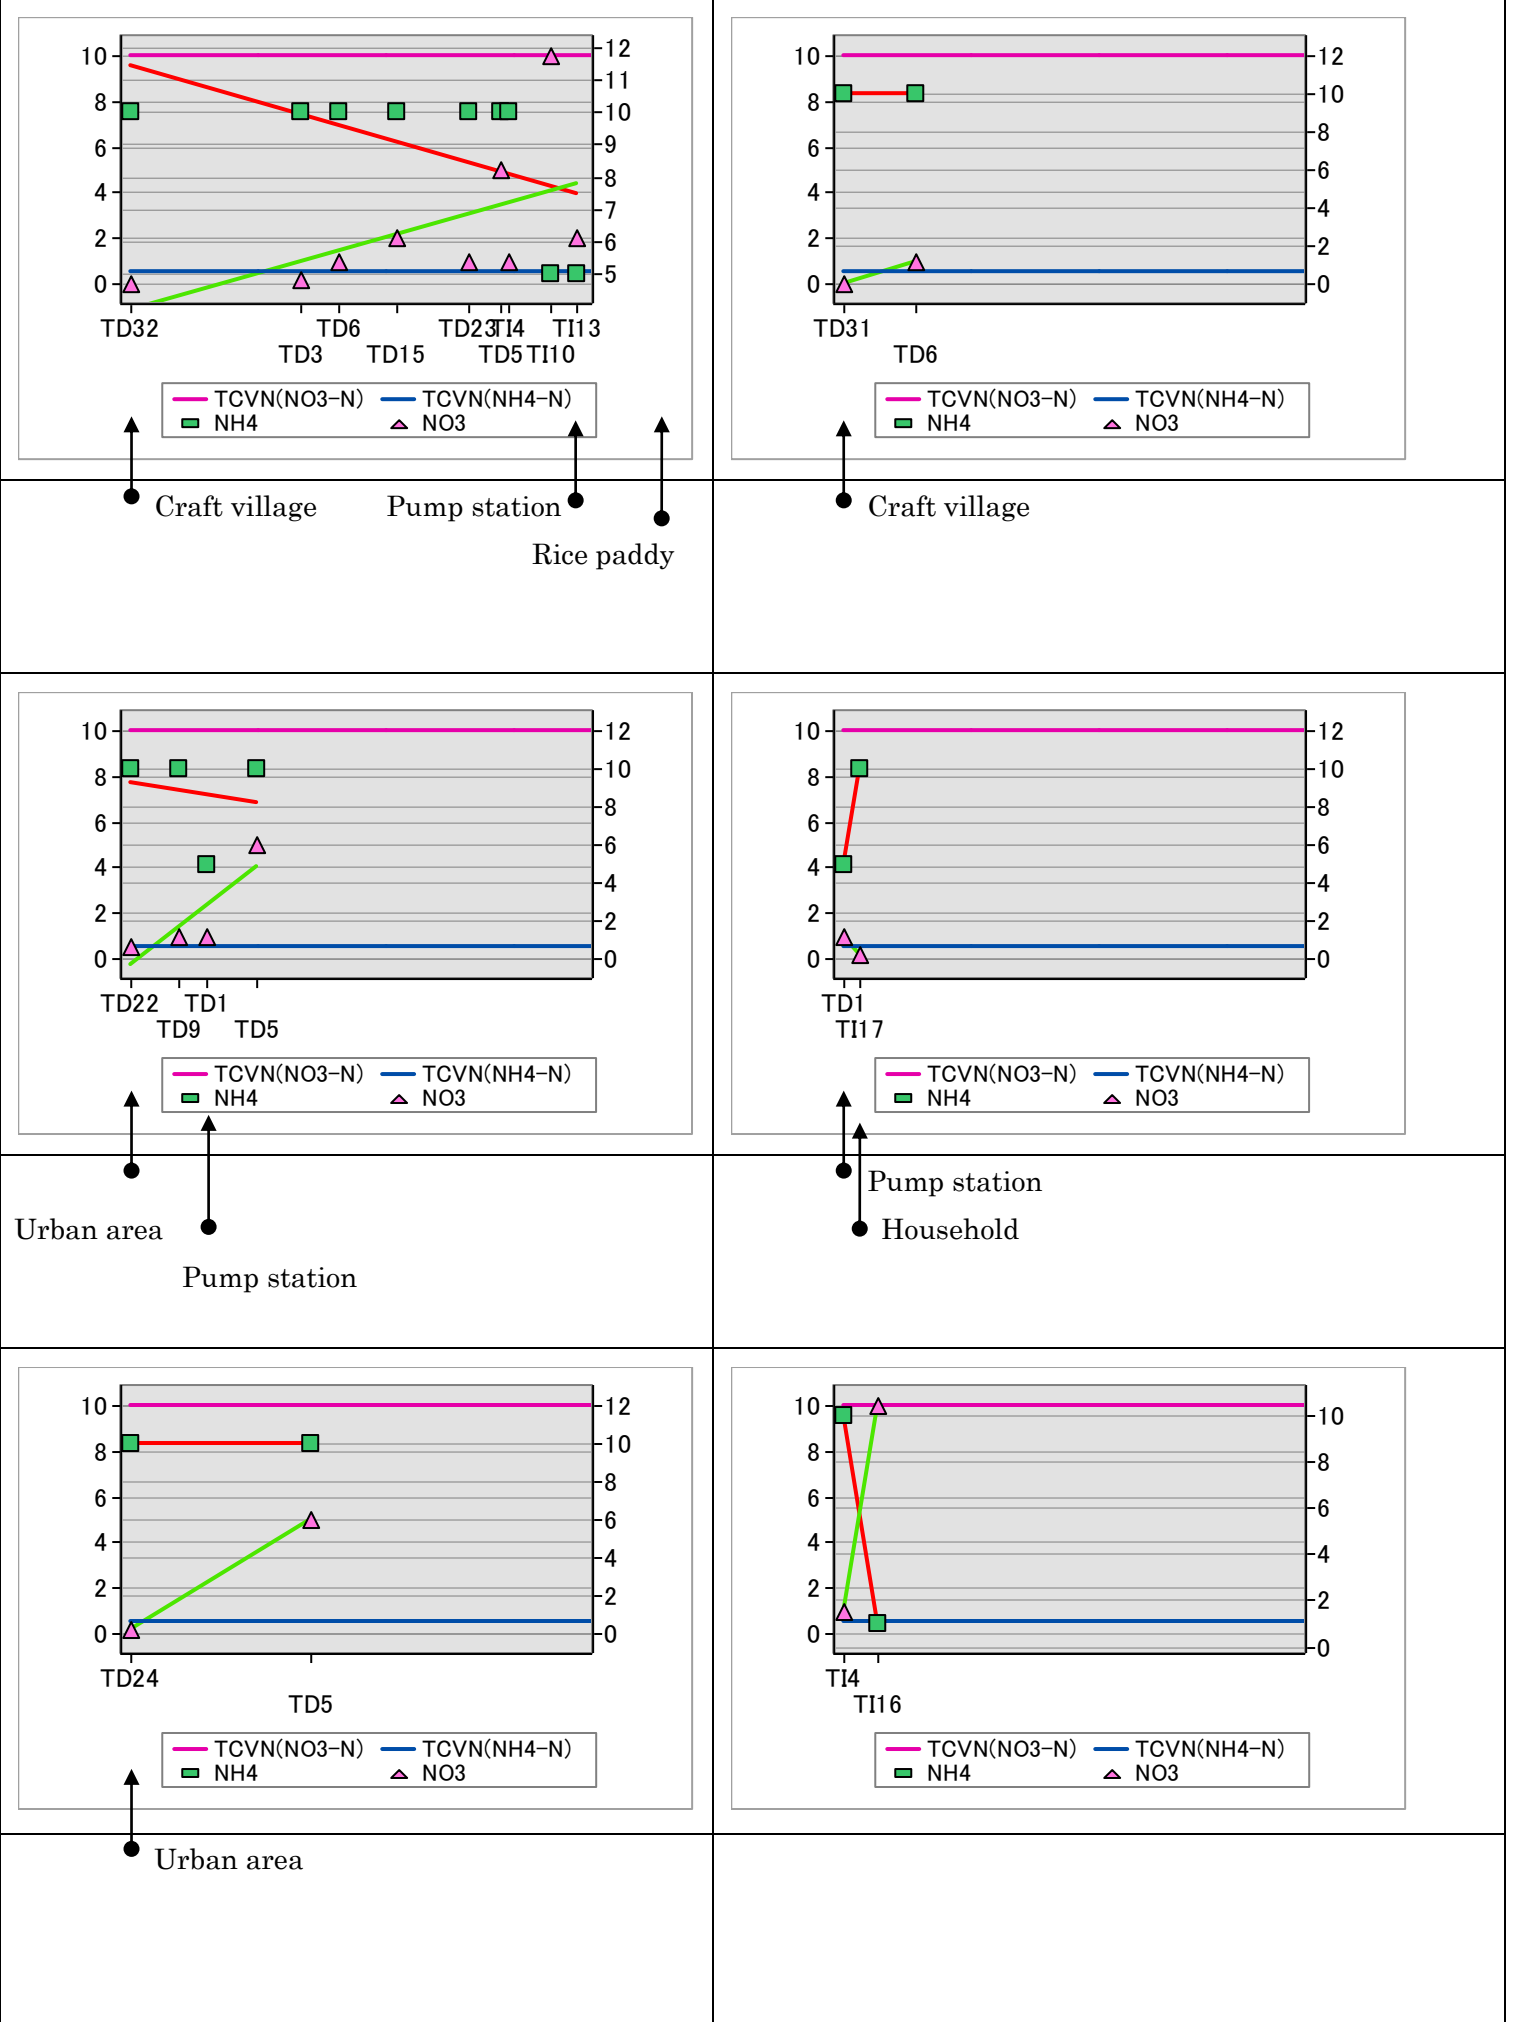 10 12
8 11
6 10
4 9
2 8
0 7
6
5
TD32 TD6 TD23 TI4 TI13
TD3 TD15 TD5 TI10
TCVN(NO3-N) TCVN(NH4-N)
NH4 NO3
Craft village Pump station
Rice paddy
10 12
8 10
6 8
4 6
2 4
0 2
0
TD31
TD6
TCVN(NO3-N) TCVN(NH4-N)
NH4 NO3
Craft village
10 12
8 10
6 8
4 6
2 4
0 2
0
TD22 TD1
TD9 TD5
TCVN(NO3-N) TCVN(NH4-N)
NH4 NO3
Urban area
Pump station
10 12
8 10
6 8
4 6
2 4
0 2
0
TD1
TI17
TCVN(NO3-N) TCVN(NH4-N)
NH4 NO3
Pump station
Household
10 12
8 10
6 8
4 6
2 4
0 2
0
TD24
TD5
TCVN(NO3-N) TCVN(NH4-N)
NH4 NO3
Urban area
10 10
8 8
6 6
4 4
2 2
0 0
TI4
TI16
TCVN(NO3-N) TCVN(NH4-N)
NH4 NO3